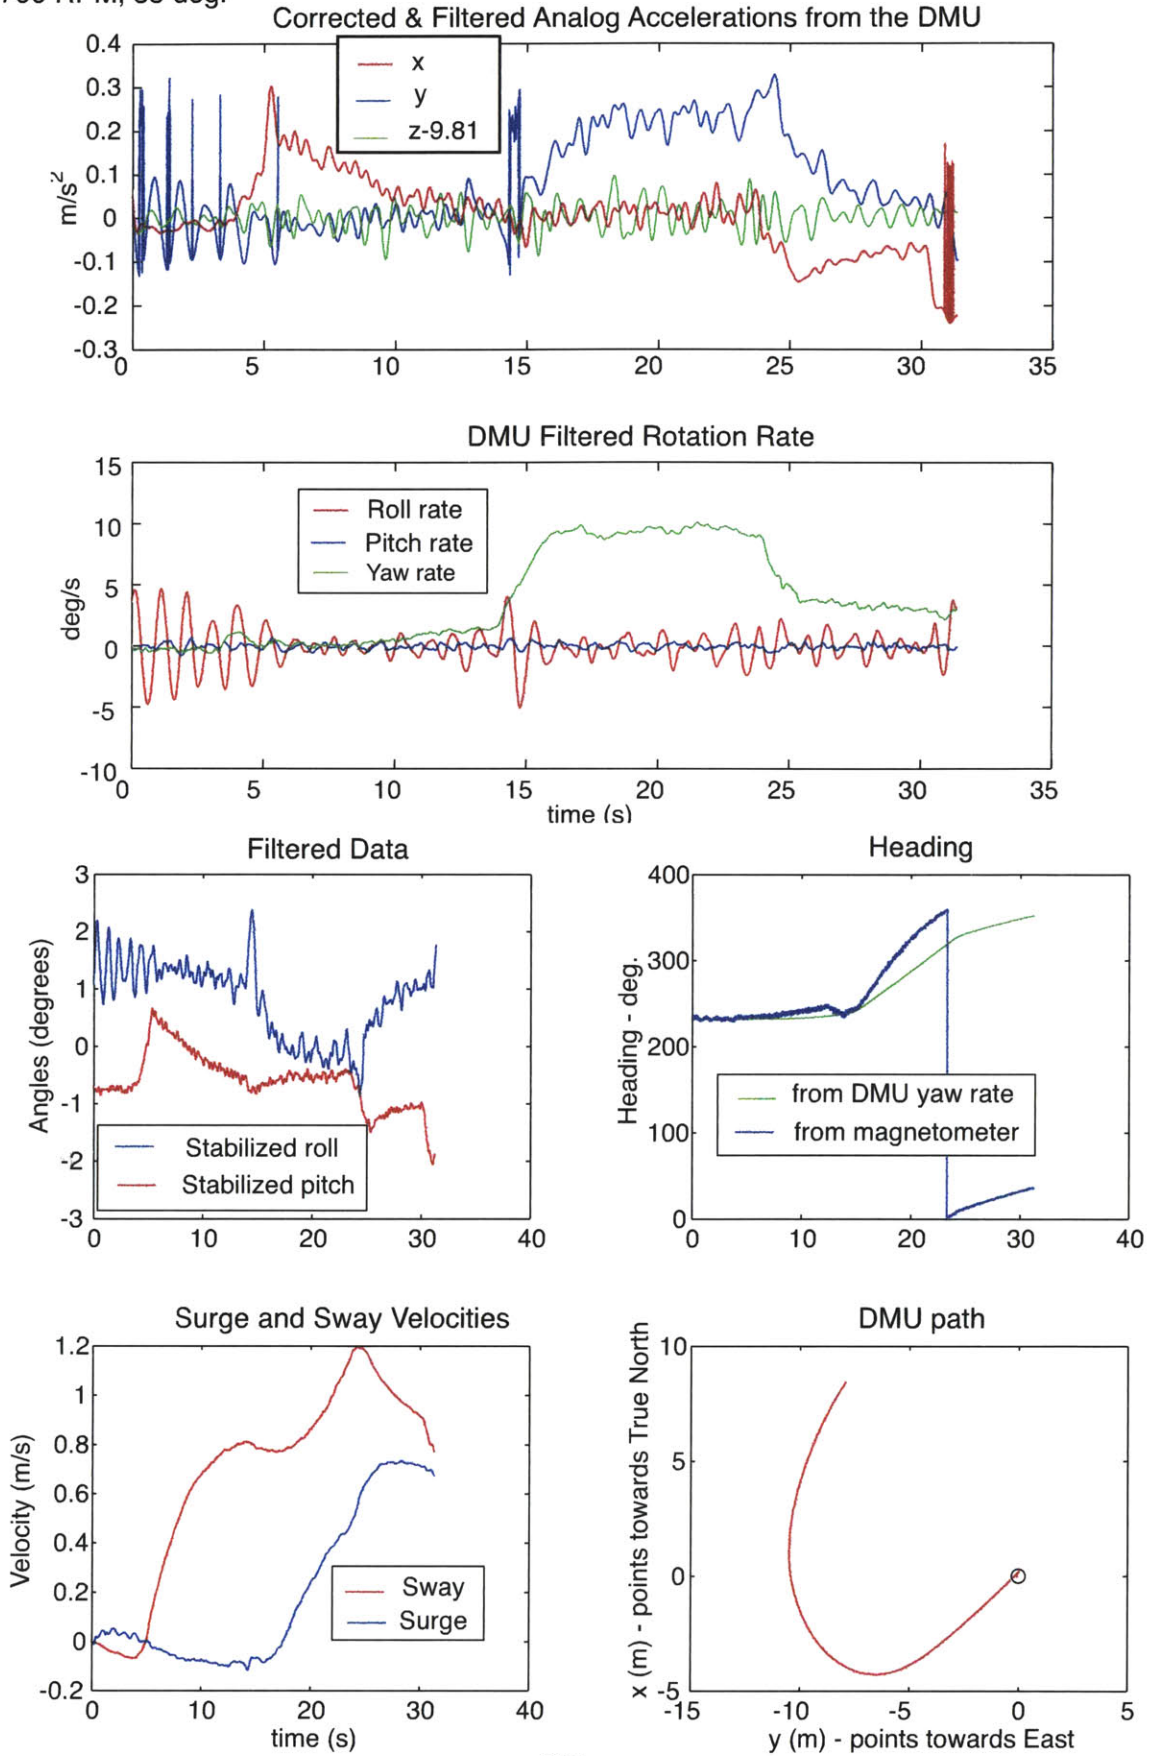 Corrected & Filtered Analog Accelerations from the DMU
x
y
z-9.81
m/s²
0.4
0.3
0.2
0.1
0
-0.1
-0.2
-0.3
0 5 10 15 20 25 30 35
DMU Filtered Rotation Rate
Roll rate
Pitch rate
Yaw rate
deg/s
15
10
5
0
-5
-10
0 5 10 15 20 25 30 35
time (s)
Filtered Data
Angles (degrees)
3
2
1
0
-1
-2
-3
Stabilized roll
Stabilized pitch
0 10 20 30 40
Heading
Heading - deg.
400
300
200
100
0
from DMU yaw rate
from magnetometer
0 10 20 30 40
Surge and Sway Velocities
Velocity (m/s)
1.2
1
0.8
0.6
0.4
0.2
0
-0.2
Sway
Surge
0 10 20 30 40
time (s)
DMU path
x (m) - points towards True North
10
5
0
-5
-15 -10 -5 0 5
y (m) - points towards East